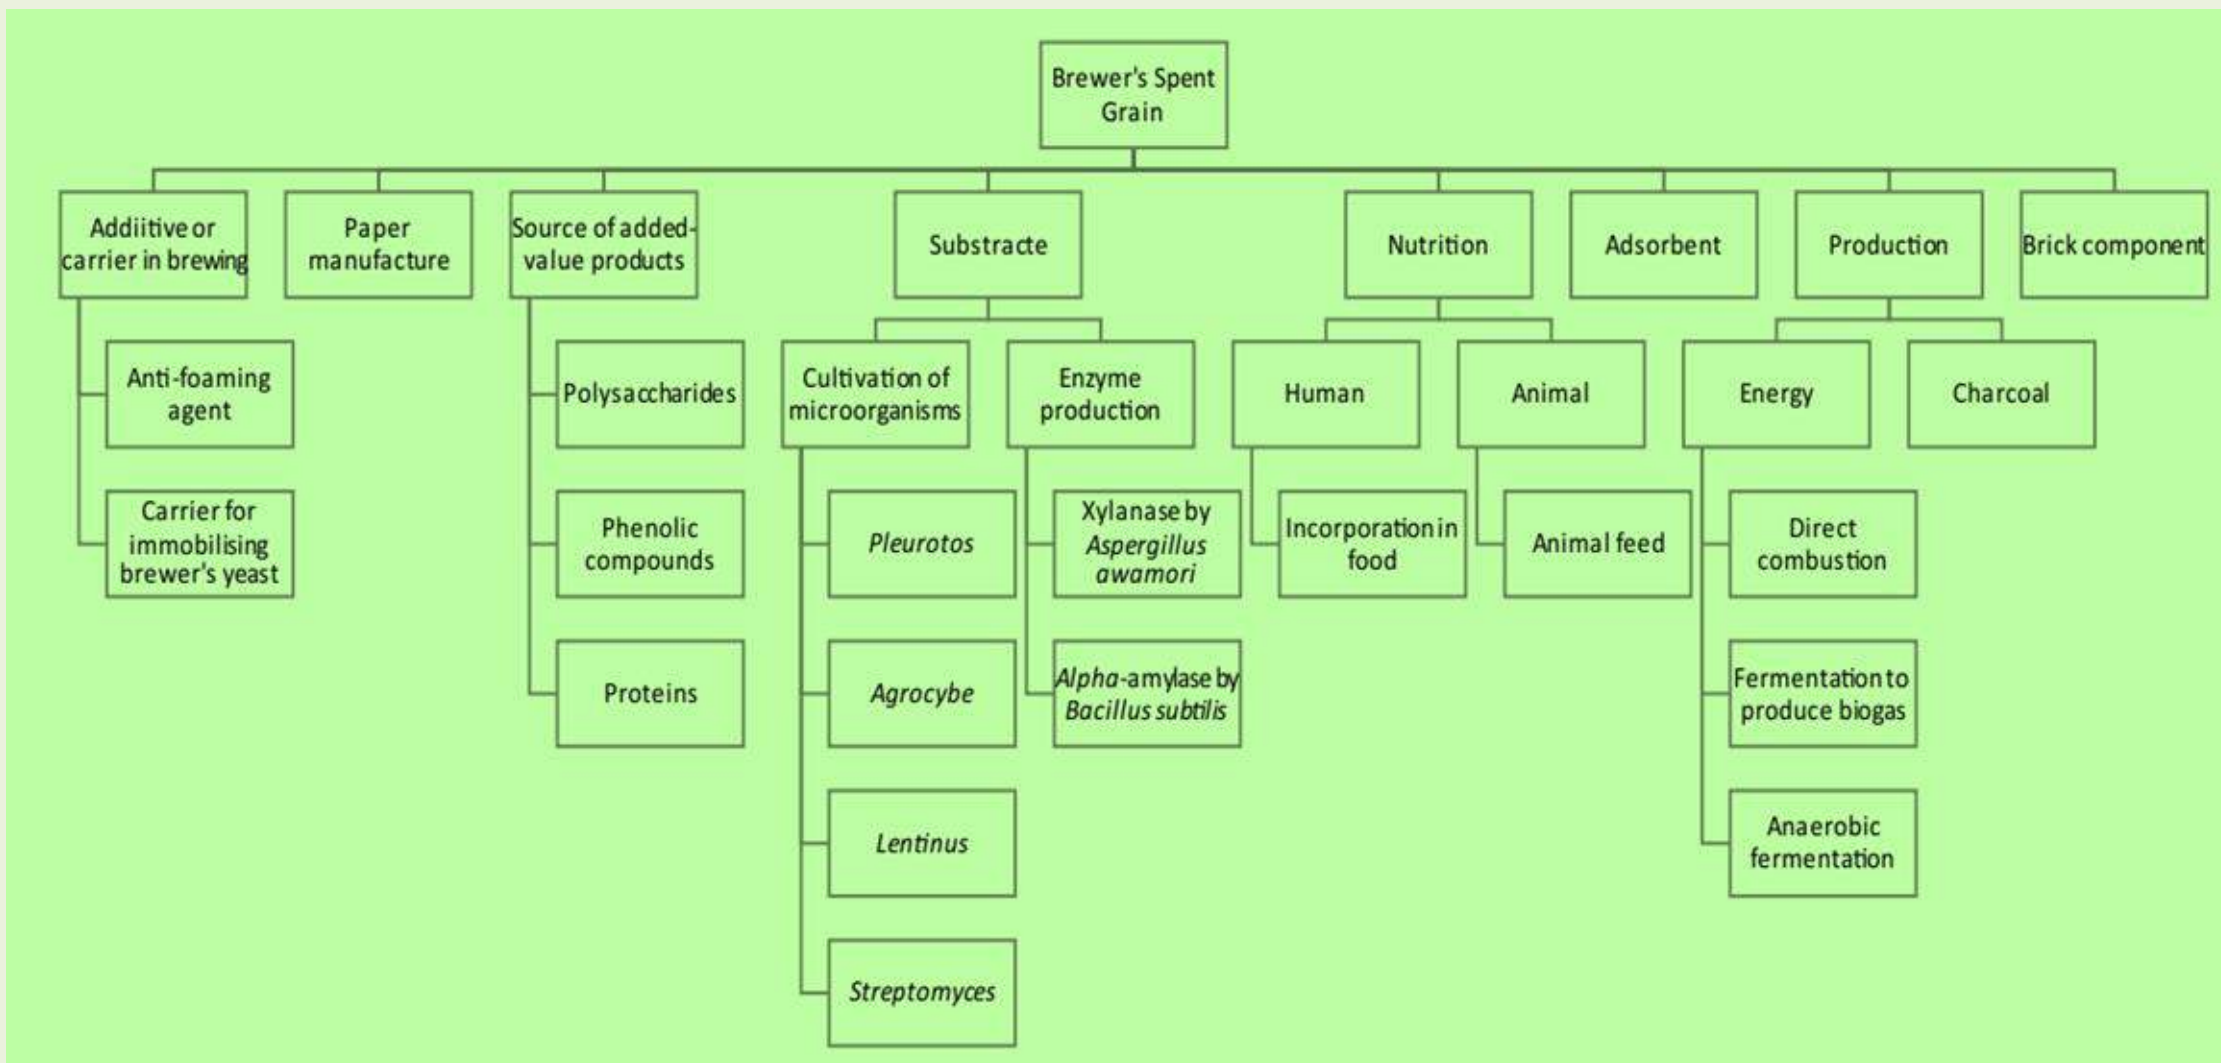 Brewer's Spent
Grain
Addiitive or
carrier in brewing
Paper
manufacture
Source of added-
value products
Substracte
Nutrition
Adsorbent
Production
Brick component
Anti-foaming
agent
Carrier for
immobilising
brewer's yeast
Polysaccharides
Phenolic
compounds
Proteins
Cultivation of
microorganisms
Pleurotos
Agrocybe
Lentinus
Streptomyces
Enzyme
production
Xylanase by
Aspergillus
awamori
Alpha-amylase by
Bacillus subtilis
Human
Incorporation in
food
Animal
Animal feed
Energy
Direct
combustion
Fermentation to
produce biogas
Anaerobic
fermentation
Charcoal